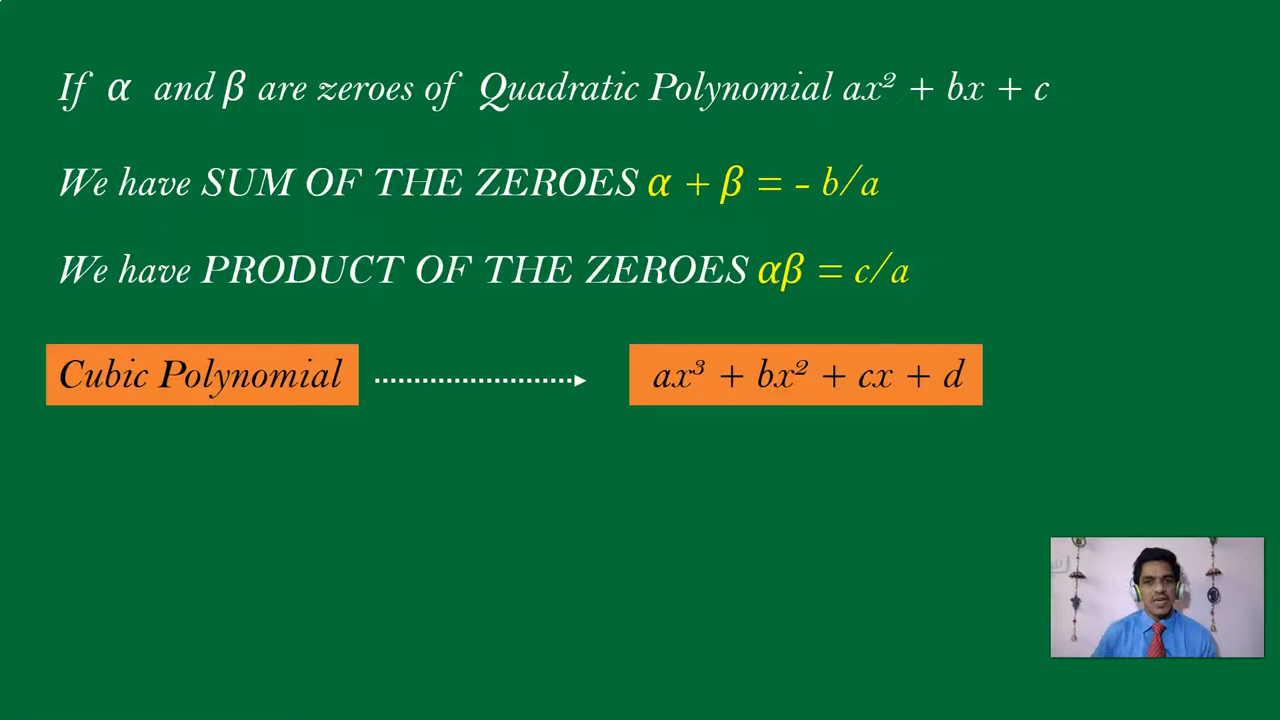 If α and β are zeroes of Quadratic Polynomial ax² + bx + c
We have SUM OF THE ZEROES α + β = - b/a
We have PRODUCT OF THE ZEROES αβ = c/a
Cubic Polynomial ax³ + bx² + cx + d